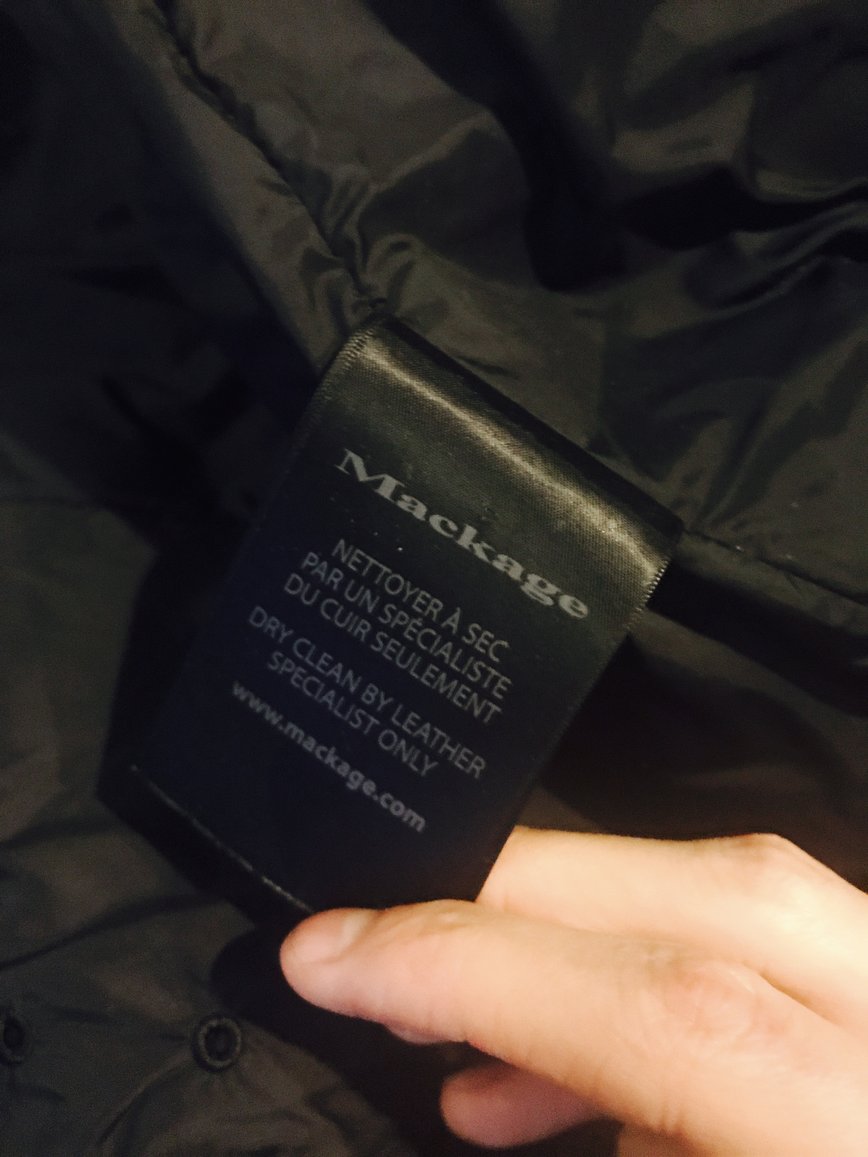 Mackage
NETTOYER À SEC
PAR UN SPÉCIALISTE
DU CUIR SEULEMENT
DRY CLEAN BY LEATHER
SPECIALIST ONLY
www.mackage.com